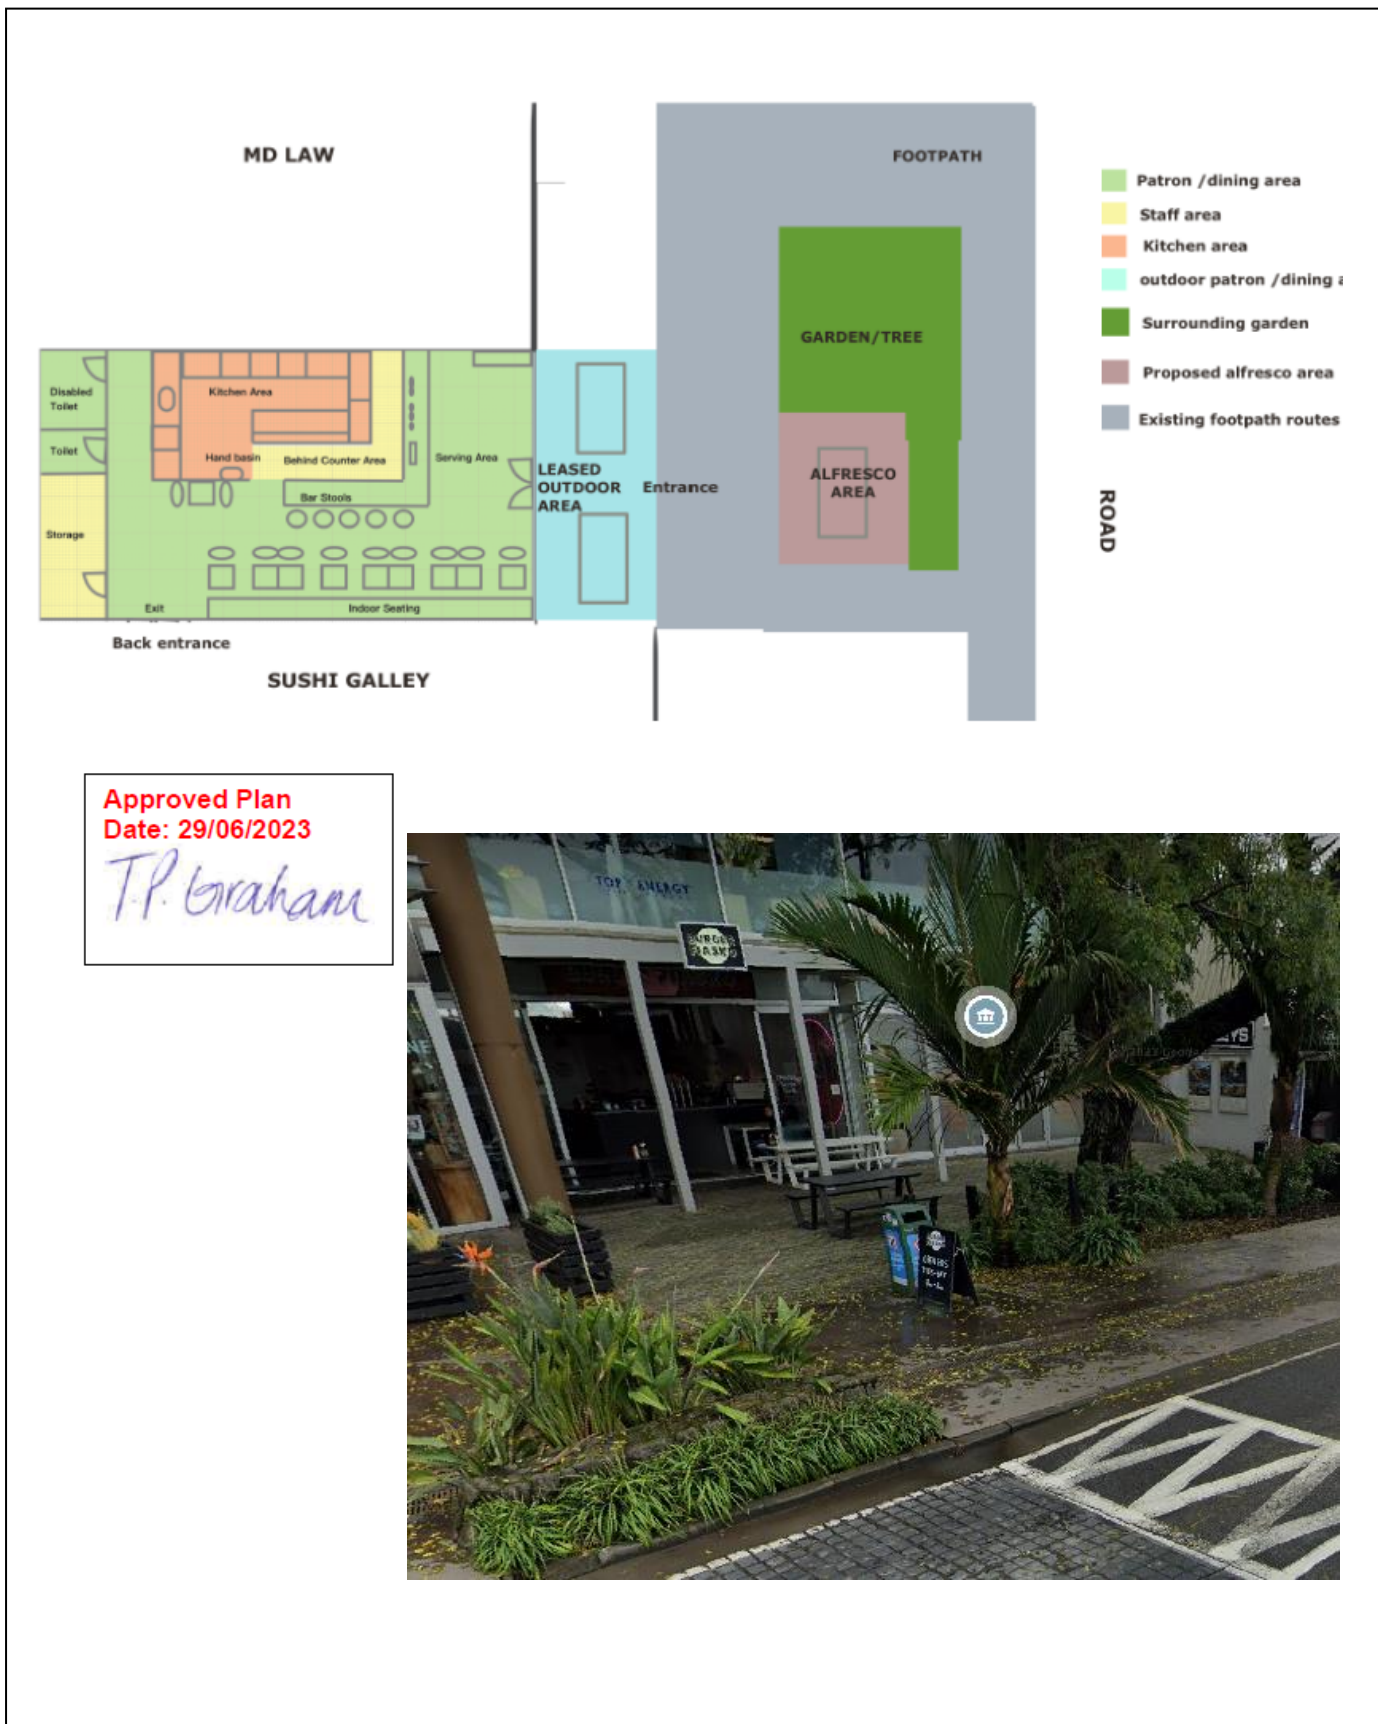 MD LAW
FOOTPATH
Patron /dining area
Staff area
Kitchen area
outdoor patron /dining a
Surrounding garden
Proposed alfresco area
Existing footpath routes
GARDEN/TREE
Disabled
Toilet
Kitchen Area
Toilet
Hand basin
Behind Counter Area
Serving Area
LEASED
OUTDOOR
AREA
Entrance
ALFRESCO
AREA
ROAD
Bar Stools
Storage
Exit
Indoor Seating
Back entrance
SUSHI GALLEY
Approved Plan
Date: 29/06/2023
T.P. Graham
TOP ENERGY